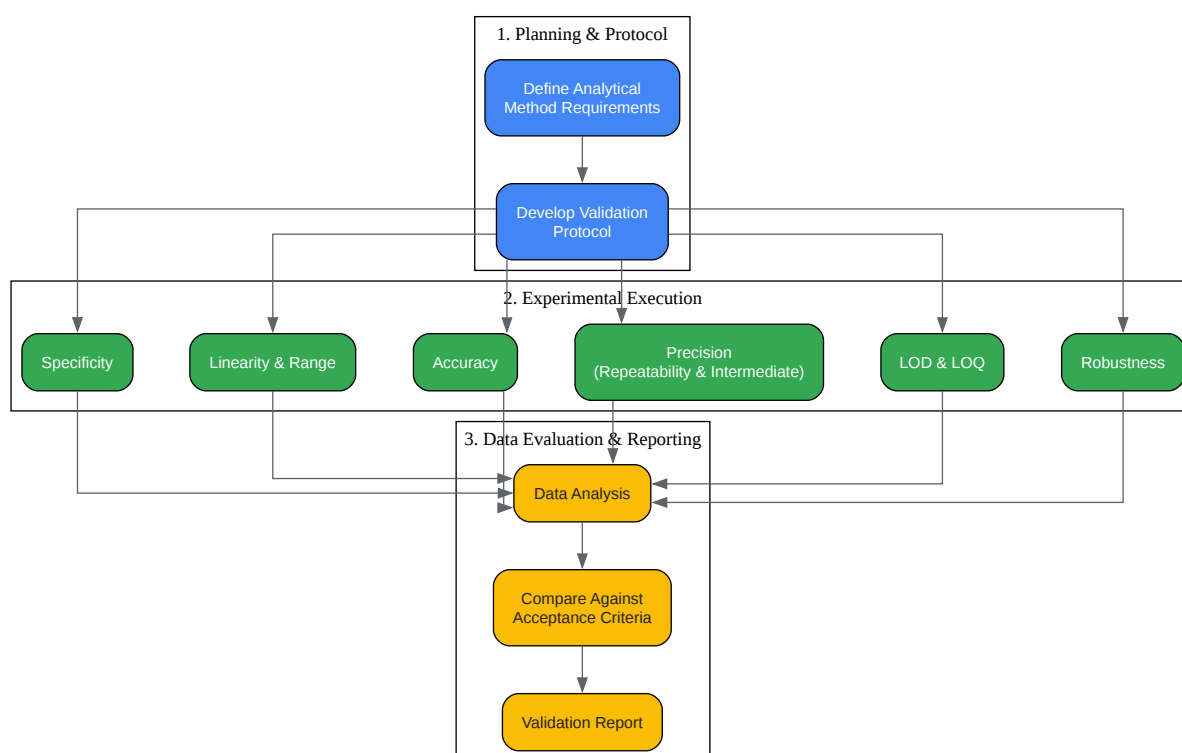 1. Planning & Protocol
Define Analytical
Method Requirements
Develop Validation
Protocol
2. Experimental Execution
Specificity
Linearity & Range
Accuracy
Precision
(Repeatability & Intermediate)
LOD & LOQ
Robustness
3. Data Evaluation & Reporting
Data Analysis
Compare Against
Acceptance Criteria
Validation Report